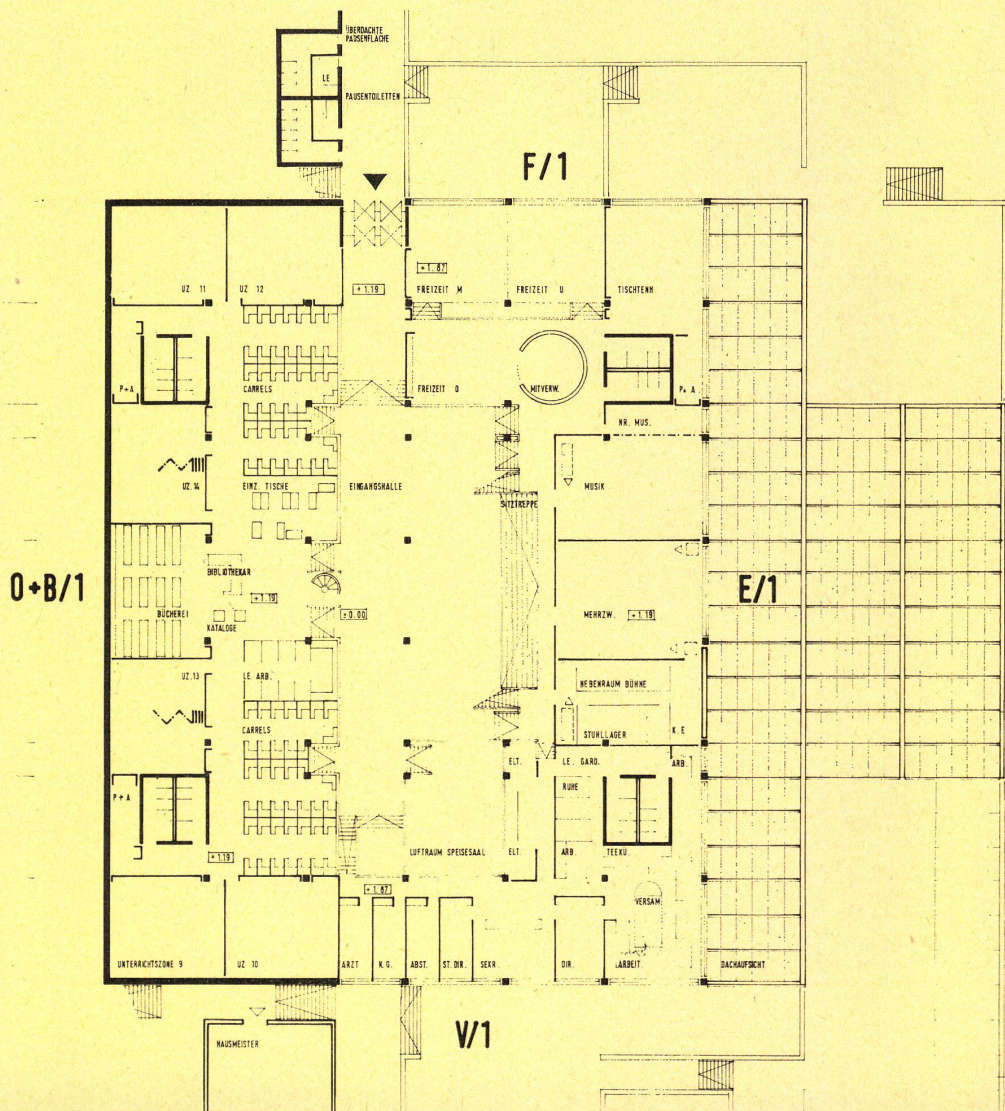 ÜBERDACHTE
PAUSENFLÄCHE
LE
PAUSENTOILETTEN
F/1
UZ 11
UZ 12
+1.19
+1.87
FREIZEIT M
FREIZEIT U
TISCHTENN
P+A
CARRELS
FREIZEIT O
MITVERW.
P+A
NR. MUS.
UZ. 14
EINZ. TISCHE
EINGANGSHALLE
SITZTREPPE
MUSIK
O+B/1
BIBLIOTHEKAR
BÜCHEREI
+1.19
KATALOGE
±0.00
MEHRZW.
+1.19
E/1
UZ.13
LE. ARB.
CARRELS
NEBENRAUM BÜHNE
STUHLLAGER
K.E
P+A
ELT.
LE. GARD.
ARB.
RUHE
+1.19
LUFTRAUM SPEISESAAL
ELT.
ARB.
TEEKÜ.
+1.87
VERSAM.
UNTERRICHTSZONE 9
UZ 10
ARZT
K.G.
ABST.
ST.DIR.
SEKR.
DIR.
ARBEIT
DACHAUFSICHT
HAUSMEISTER
V/1